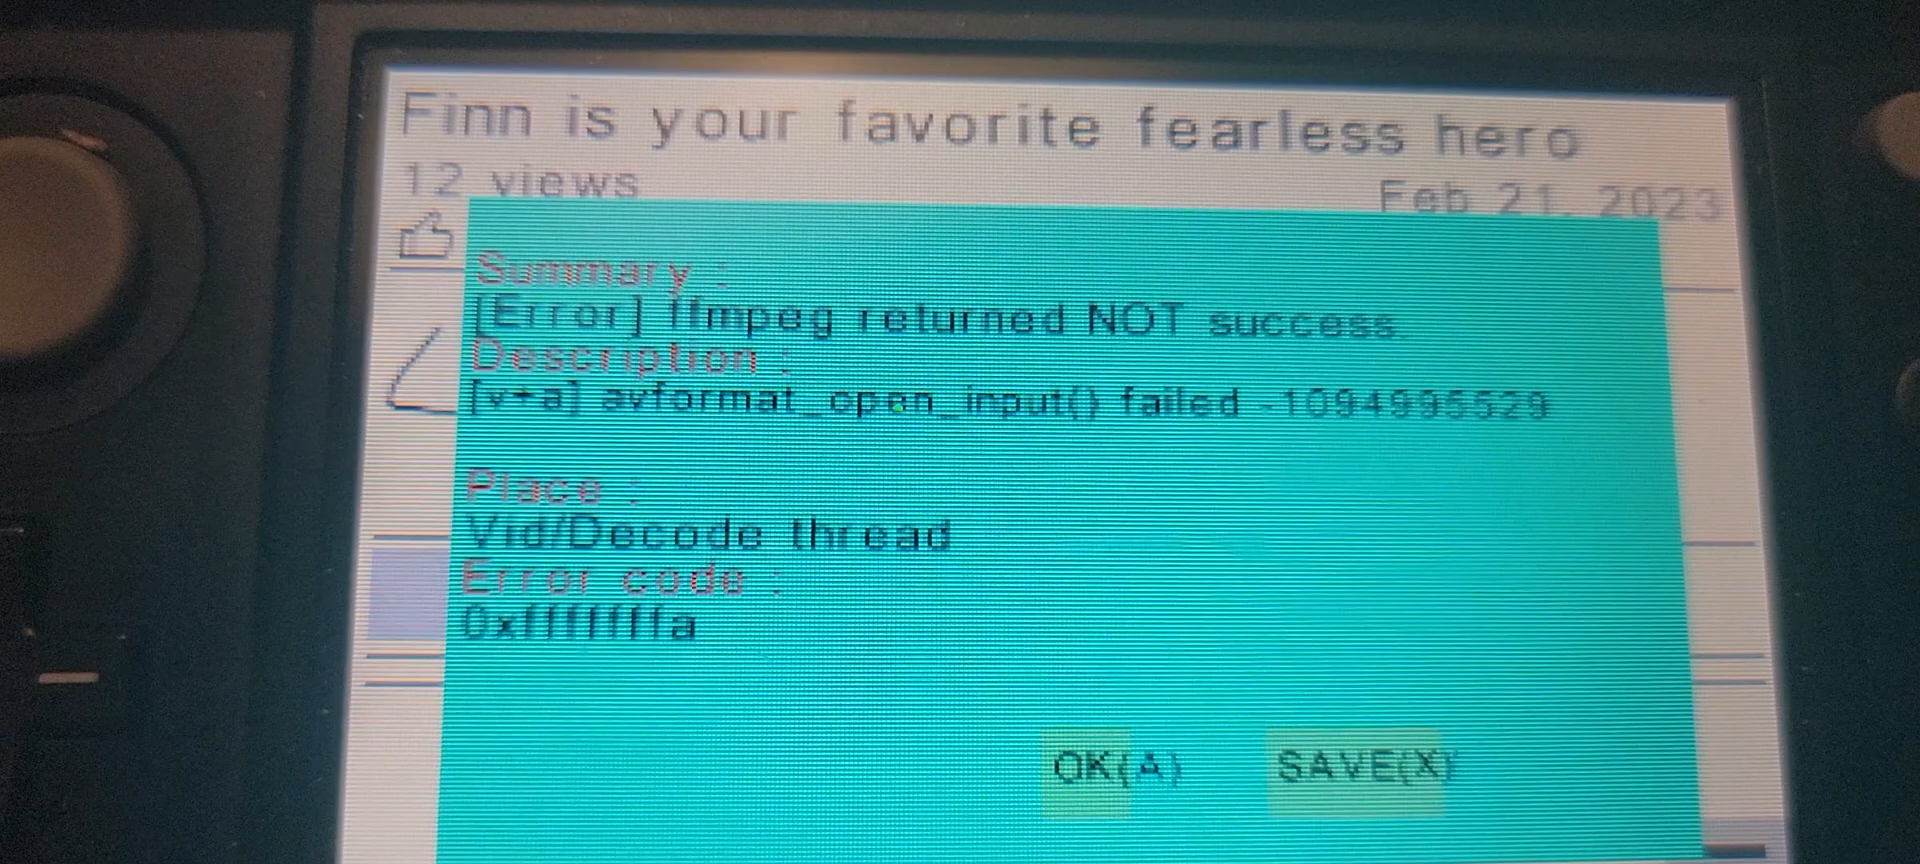 Finn is your favorite fearless hero
12 views
Feb 21, 2023
Summary :
[Error] ffmpeg returned NOT success.
Description :
[v+a] avformat_open_input() failed -1094995529
Place :
Vid/Decode thread
Error code :
0xfffffffa
OK(A)
SAVE(X)